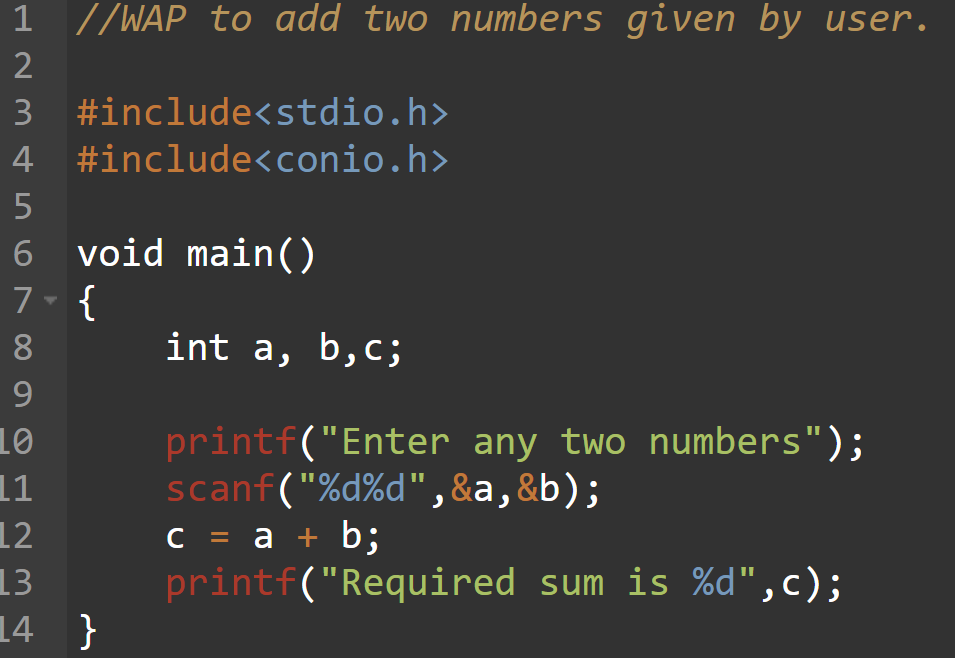 1 //WAP to add two numbers given by user.
2
3 #include<stdio.h>
4 #include<conio.h>
5
6 void main()
7 {
8     int a, b,c;
9
10     printf("Enter any two numbers");
11     scanf("%d%d",&a,&b);
12     c = a + b;
13     printf("Required sum is %d",c);
14 }